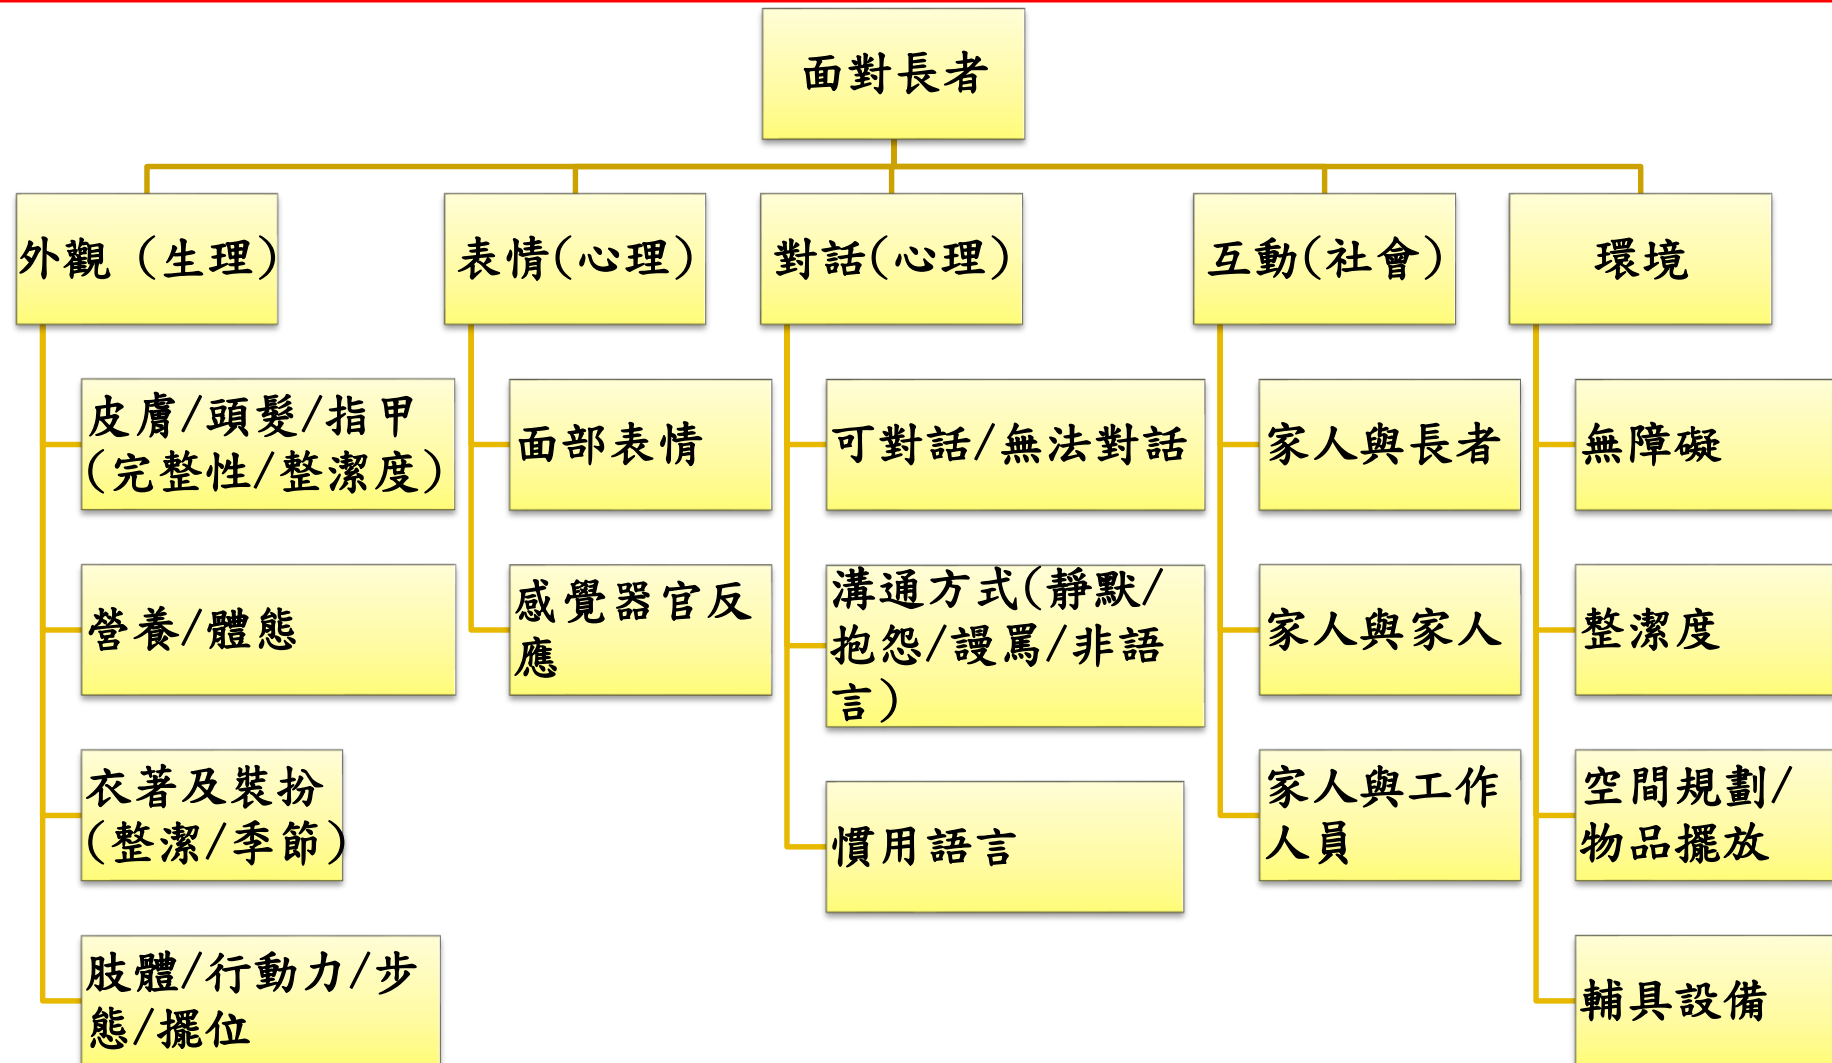 面對長者
外觀（生理）
表情(心理)
對話(心理)
互動(社會)
環境
皮膚/頭髮/指甲
(完整性/整潔度)
營養/體態
衣著及裝扮
(整潔/季節)
肢體/行動力/步
態/擺位
面部表情
感覺器官反
應
可對話/無法對話
溝通方式(靜默/
抱怨/謾罵/非語
言)
慣用語言
家人與長者
家人與家人
家人與工作
人員
無障礙
整潔度
空間規劃/
物品擺放
輔具設備